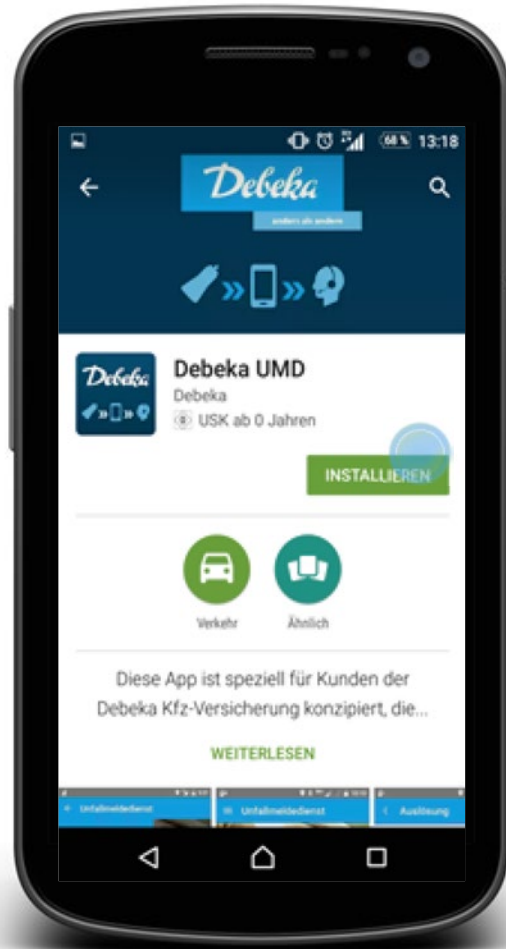 68 % 13:18
Debeka
anders als andere
Debeka
Debeka UMD
Debeka
USK ab 0 Jahren
INSTALLIEREN
Verkehr
Ähnlich
Diese App ist speziell für Kunden der
Debeka Kfz-Versicherung konzipiert, die...
WEITERLESEN
Unfallmeldedienst
Unfallmeldedienst
Auslösung